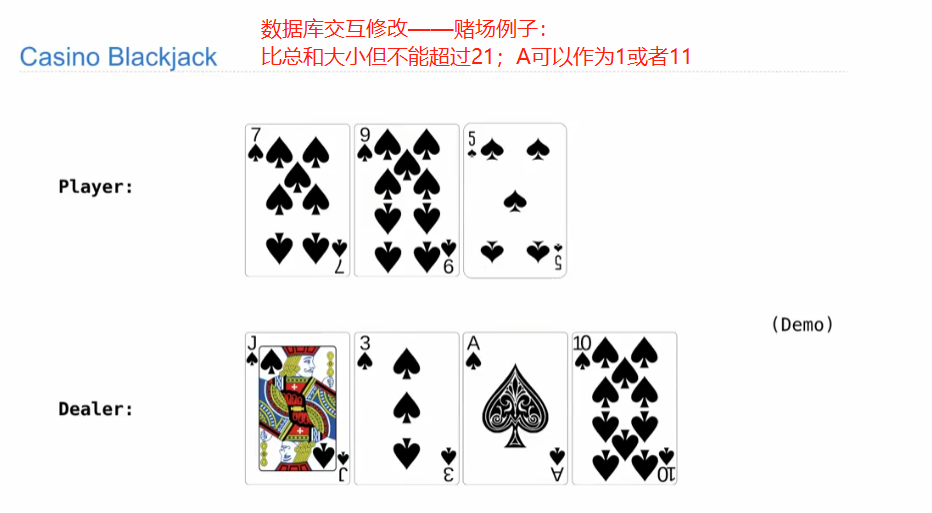 数据库交互修改——赌场例子：
Casino Blackjack
比总和大小但不能超过21；A可以作为1或者11
Player:
7 9 5
7 9 5
(Demo)
Dealer:
J 3 A 10
J 3 A 10